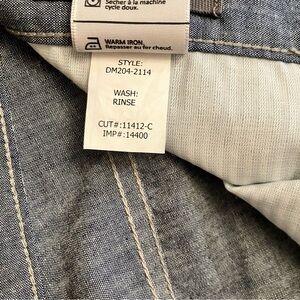 Sécher à la machine
cycle doux.
WARM IRON.
Repasser au fer chaud.
STYLE:
DM204-2114
WASH:
RINSE
CUT#:11412-C
IMP#:14400